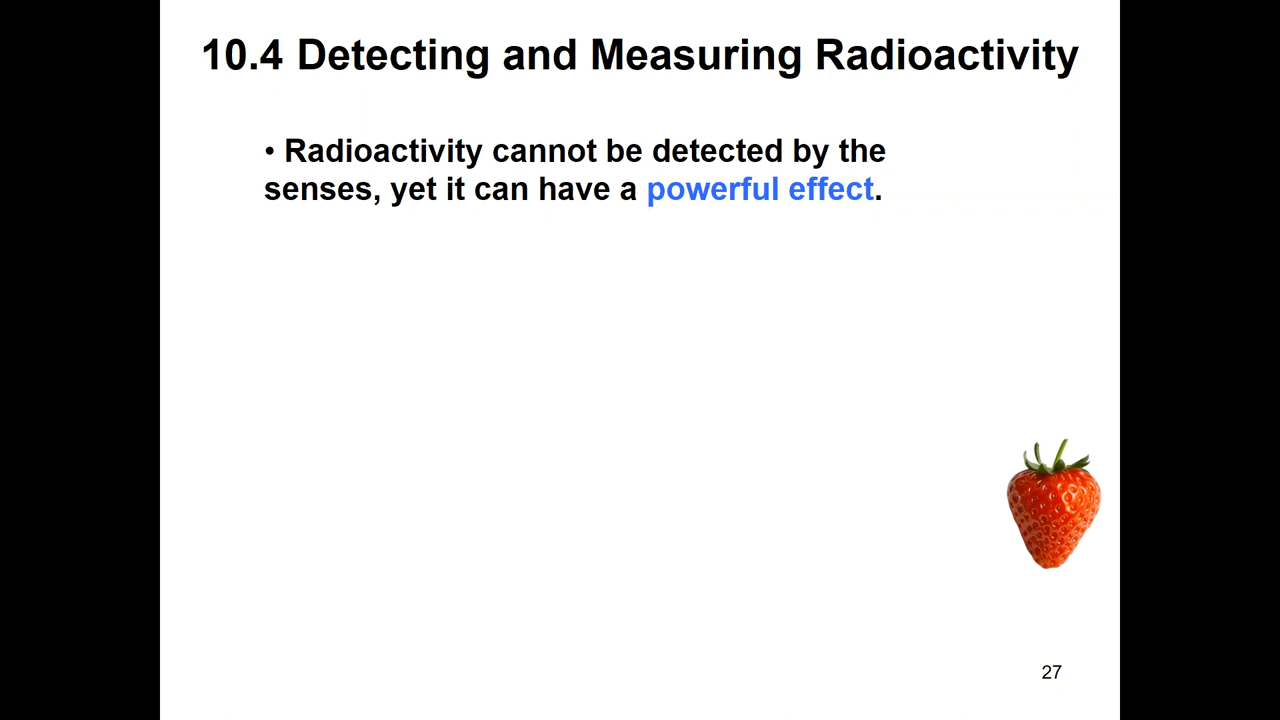 10.4 Detecting and Measuring Radioactivity
• Radioactivity cannot be detected by the
senses, yet it can have a powerful effect.
27